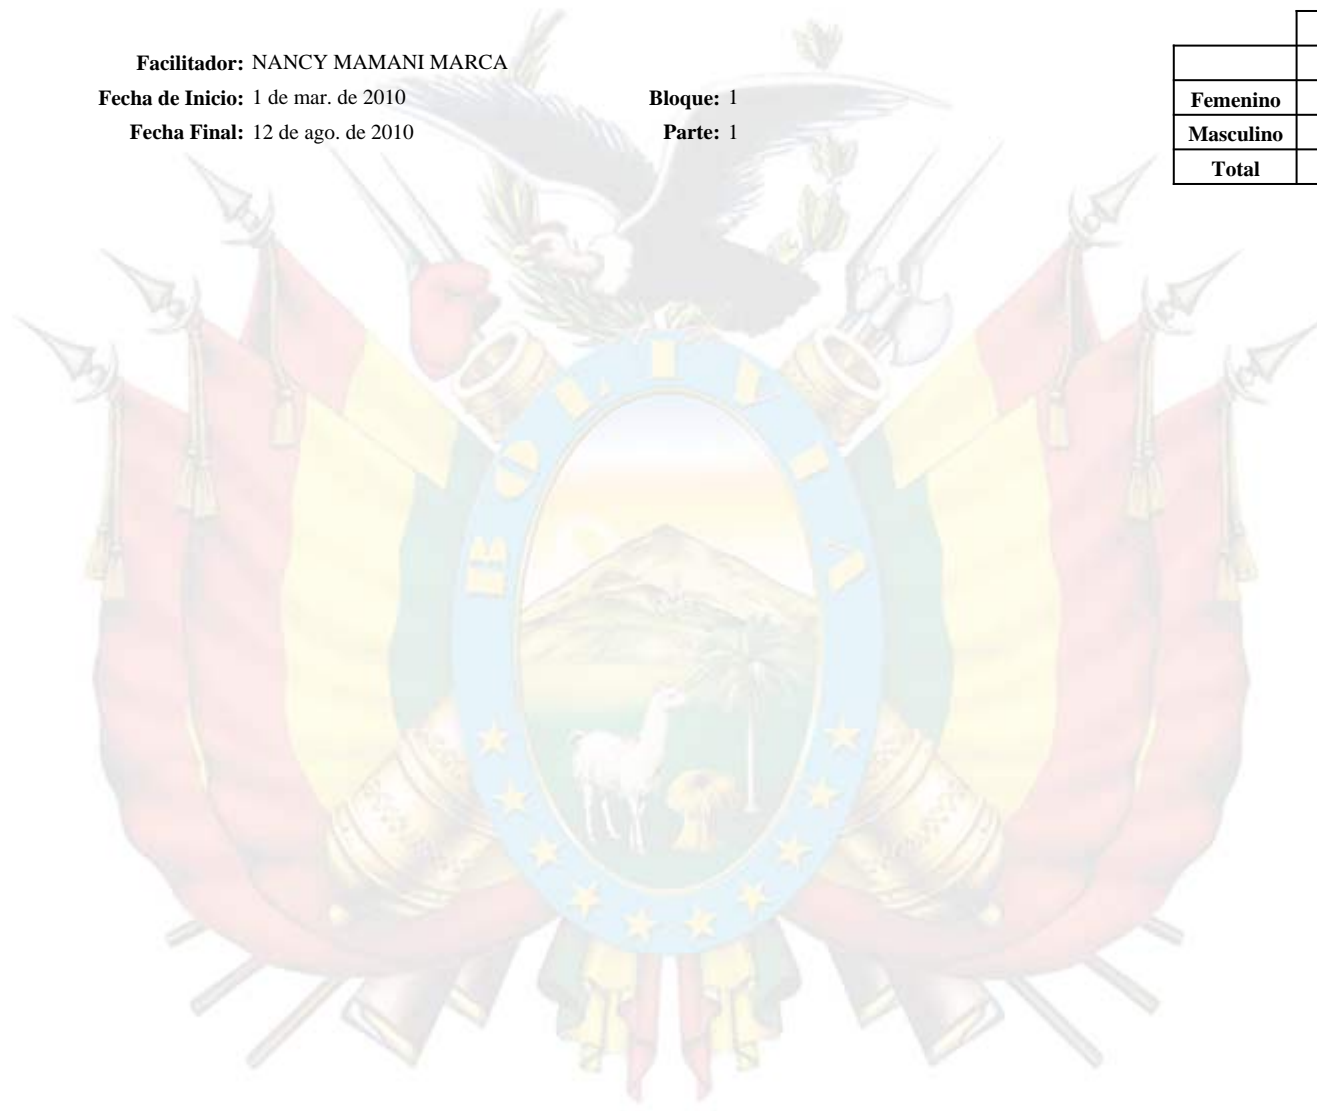 Facilitador: NANCY MAMANI MARCA
Fecha de Inicio: 1 de mar. de 2010 Bloque: 1
Fecha Final: 12 de ago. de 2010 Parte: 1
Femenino
Masculino
Total
BOLIVIA